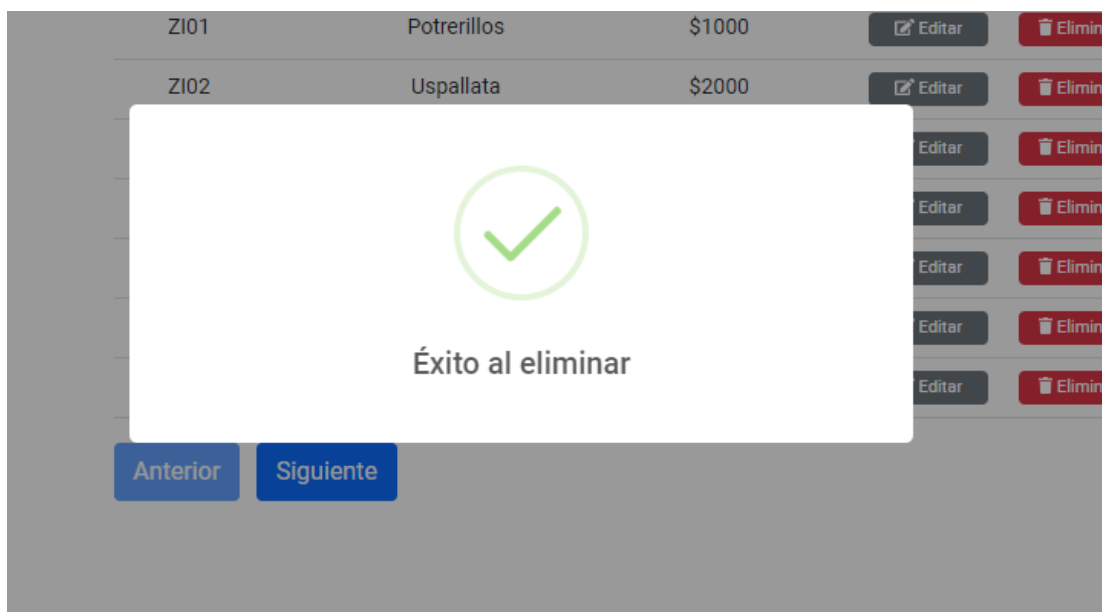 ZI01 Potrerillos $1000 Editar
ZI02 Uspallata $2000 Editar
Editar
Editar
Editar
Editar
Editar
Éxito al eliminar
Anterior Siguiente